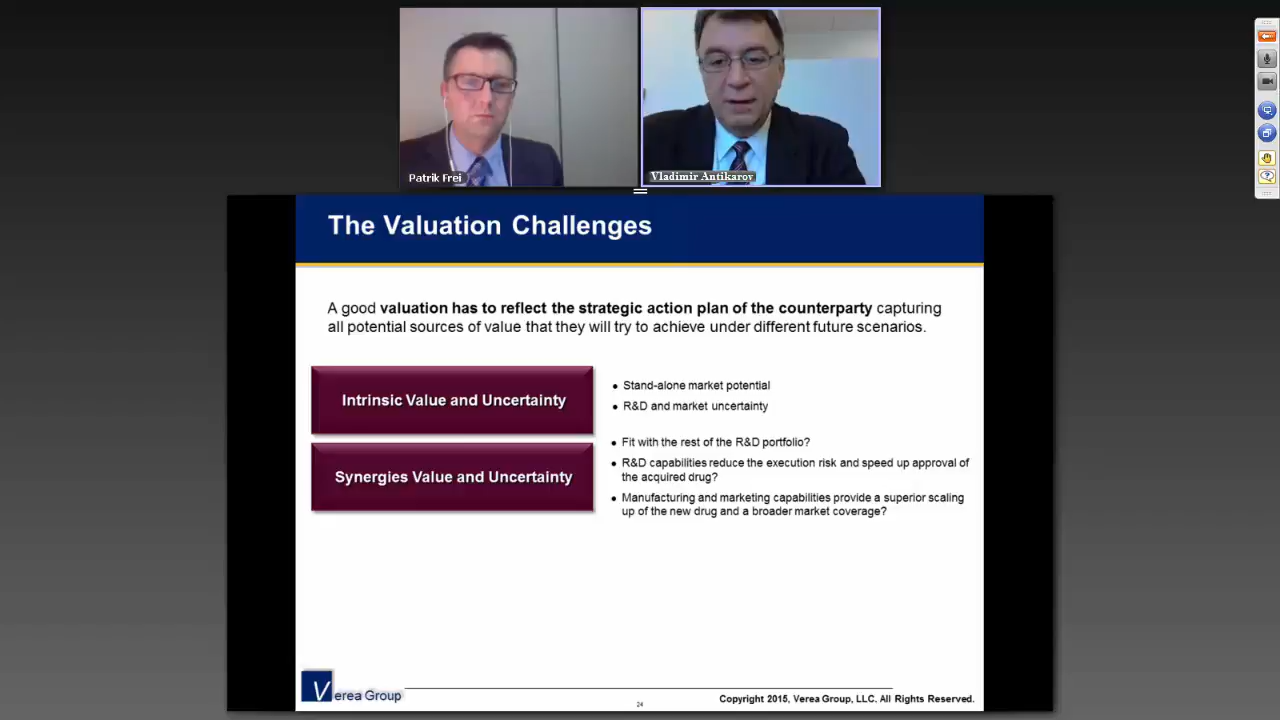 Patrik Frei
Vladimir Antikarov
The Valuation Challenges
A good valuation has to reflect the strategic action plan of the counterparty capturing
all potential sources of value that they will try to achieve under different future scenarios.
Intrinsic Value and Uncertainty
• Stand-alone market potential
• R&D and market uncertainty
Synergies Value and Uncertainty
• Fit with the rest of the R&D portfolio?
• R&D capabilities reduce the execution risk and speed up approval of
the acquired drug?
• Manufacturing and marketing capabilities provide a superior scaling
up of the new drug and a broader market coverage?
Verea Group
24
Copyright 2015, Verea Group, LLC. All Rights Reserved.